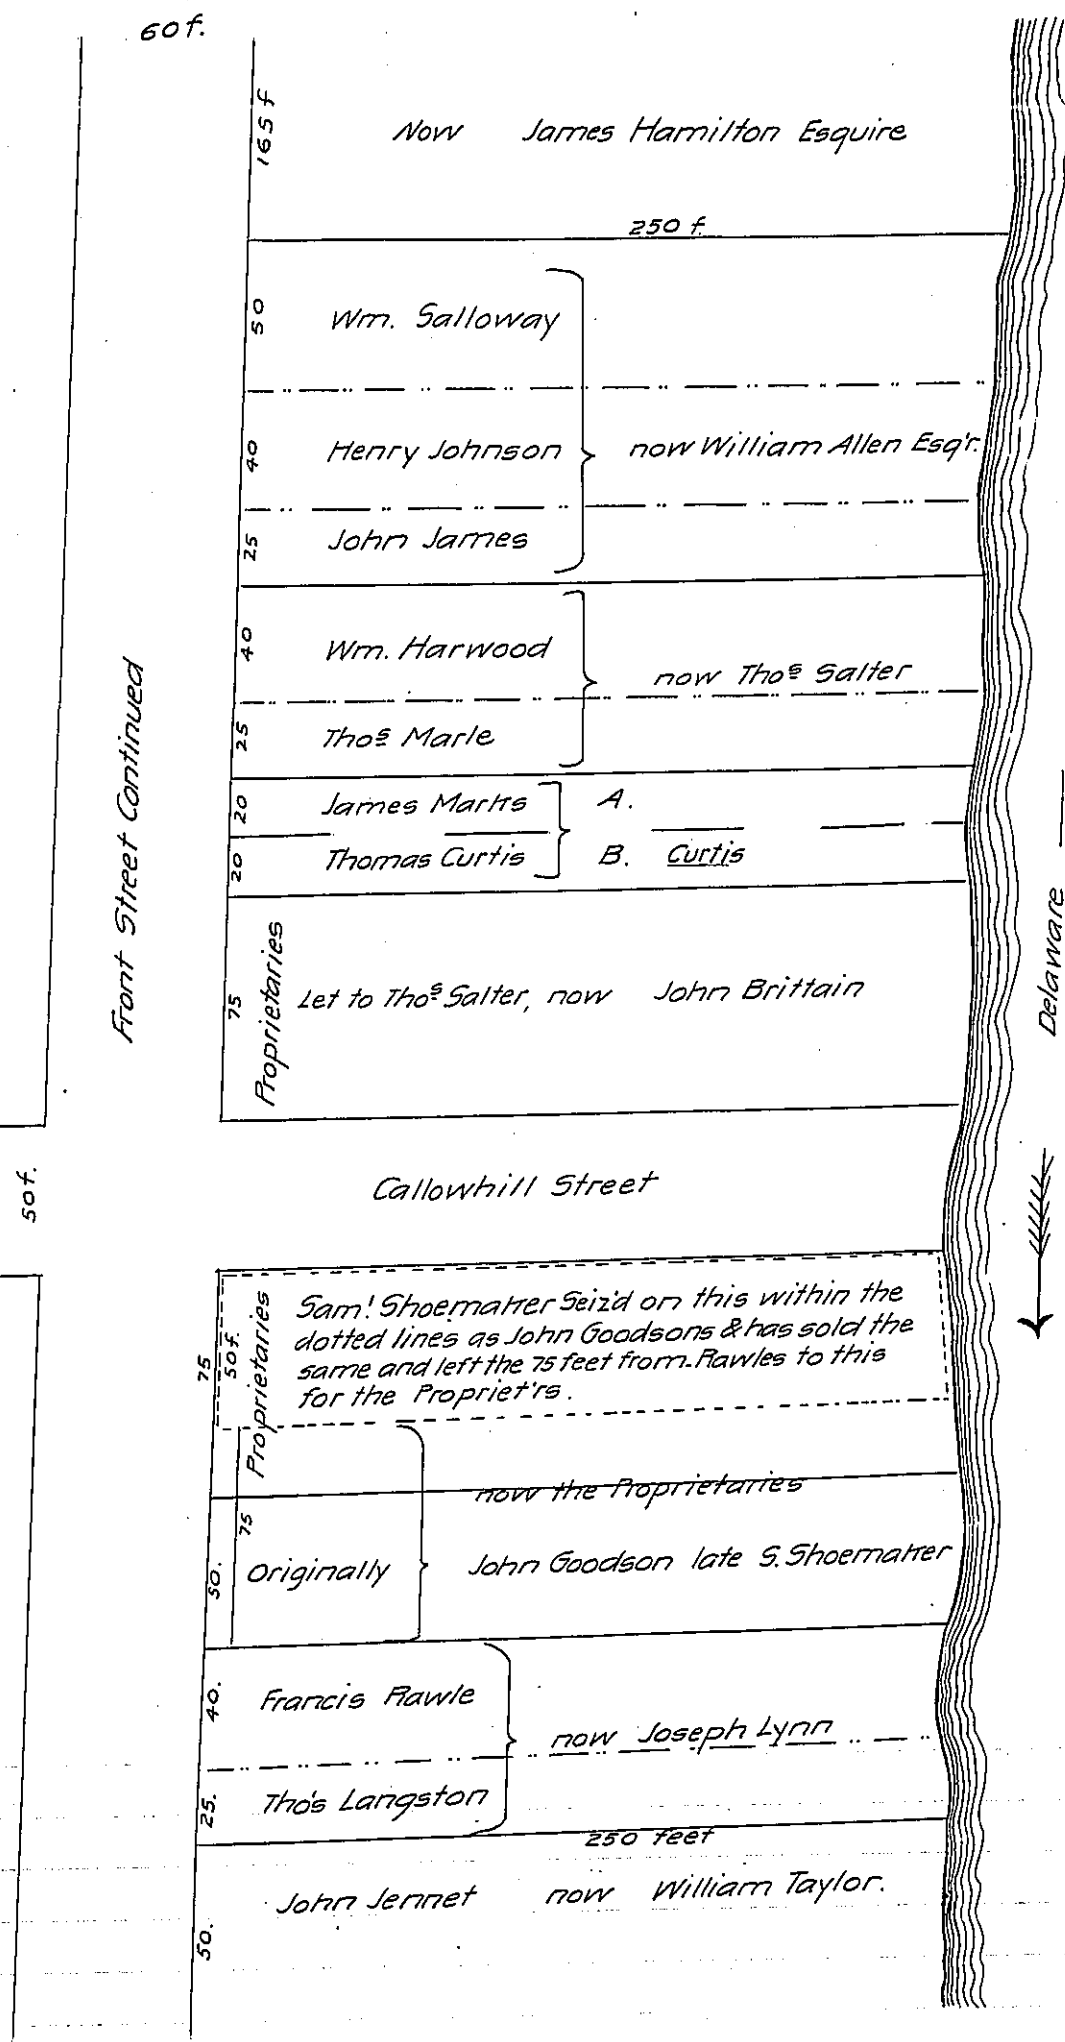 60f.
165 f
Now James Hamilton Esquire
250 f.
50
Wm. Salloway
40
Henry Johnson
now William Allen Esq'r.
25
John James
40
Wm. Harwood
now Thoˢ Salter
25
Thoˢ Marle
20
James Marks
A.
20
Thomas Curtis
B. Curtis
Front Street Continued
Delaware
75
Proprietaries
Let to Thoˢ Salter, now John Brittain
50f.
Callowhill Street
75
50f.
Proprietaries
Sam! Shoemaker Seiz'd on this within the
dotted lines as John Goodsons & has sold the
same and left the 75 feet from Rawles to this
for the Propriet'rs.
now the Proprietaries
75
50.
Originally
John Goodson late S. Shoemaker
40.
Francis Rawle
now Joseph Lynn
25.
Tho's Langston
250 feet
John Jennet now William Taylor.
50.